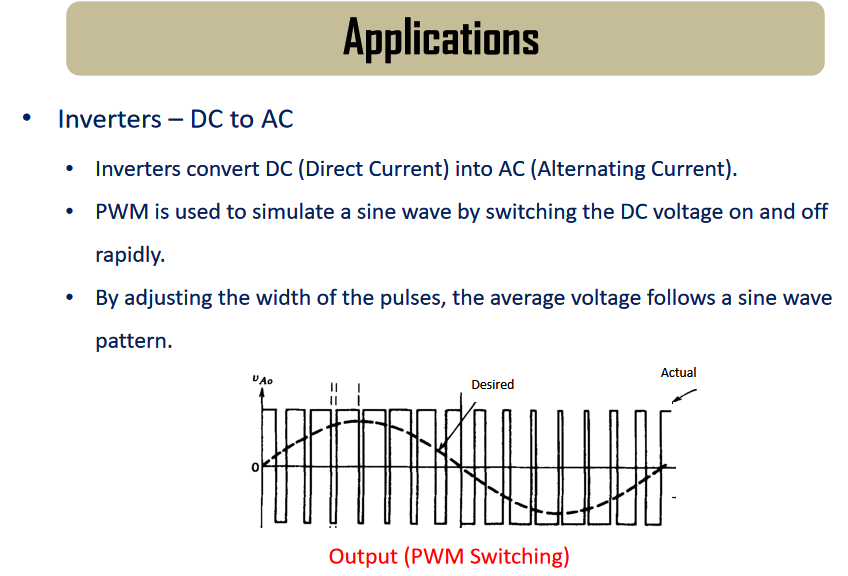 Applications
• Inverters – DC to AC
• Inverters convert DC (Direct Current) into AC (Alternating Current).
• PWM is used to simulate a sine wave by switching the DC voltage on and off
rapidly.
• By adjusting the width of the pulses, the average voltage follows a sine wave
pattern.
υAo
Desired
Actual
0
Output (PWM Switching)